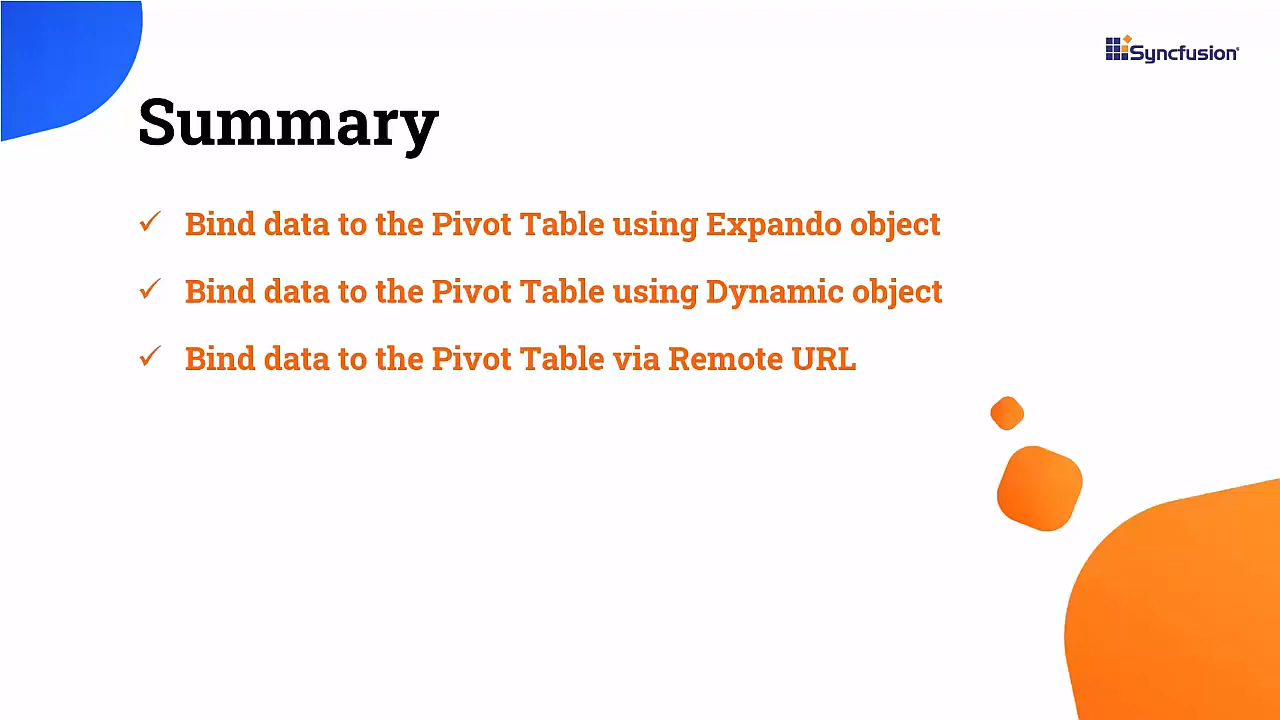 Syncfusion
Summary
✓ Bind data to the Pivot Table using Expando object
✓ Bind data to the Pivot Table using Dynamic object
✓ Bind data to the Pivot Table via Remote URL